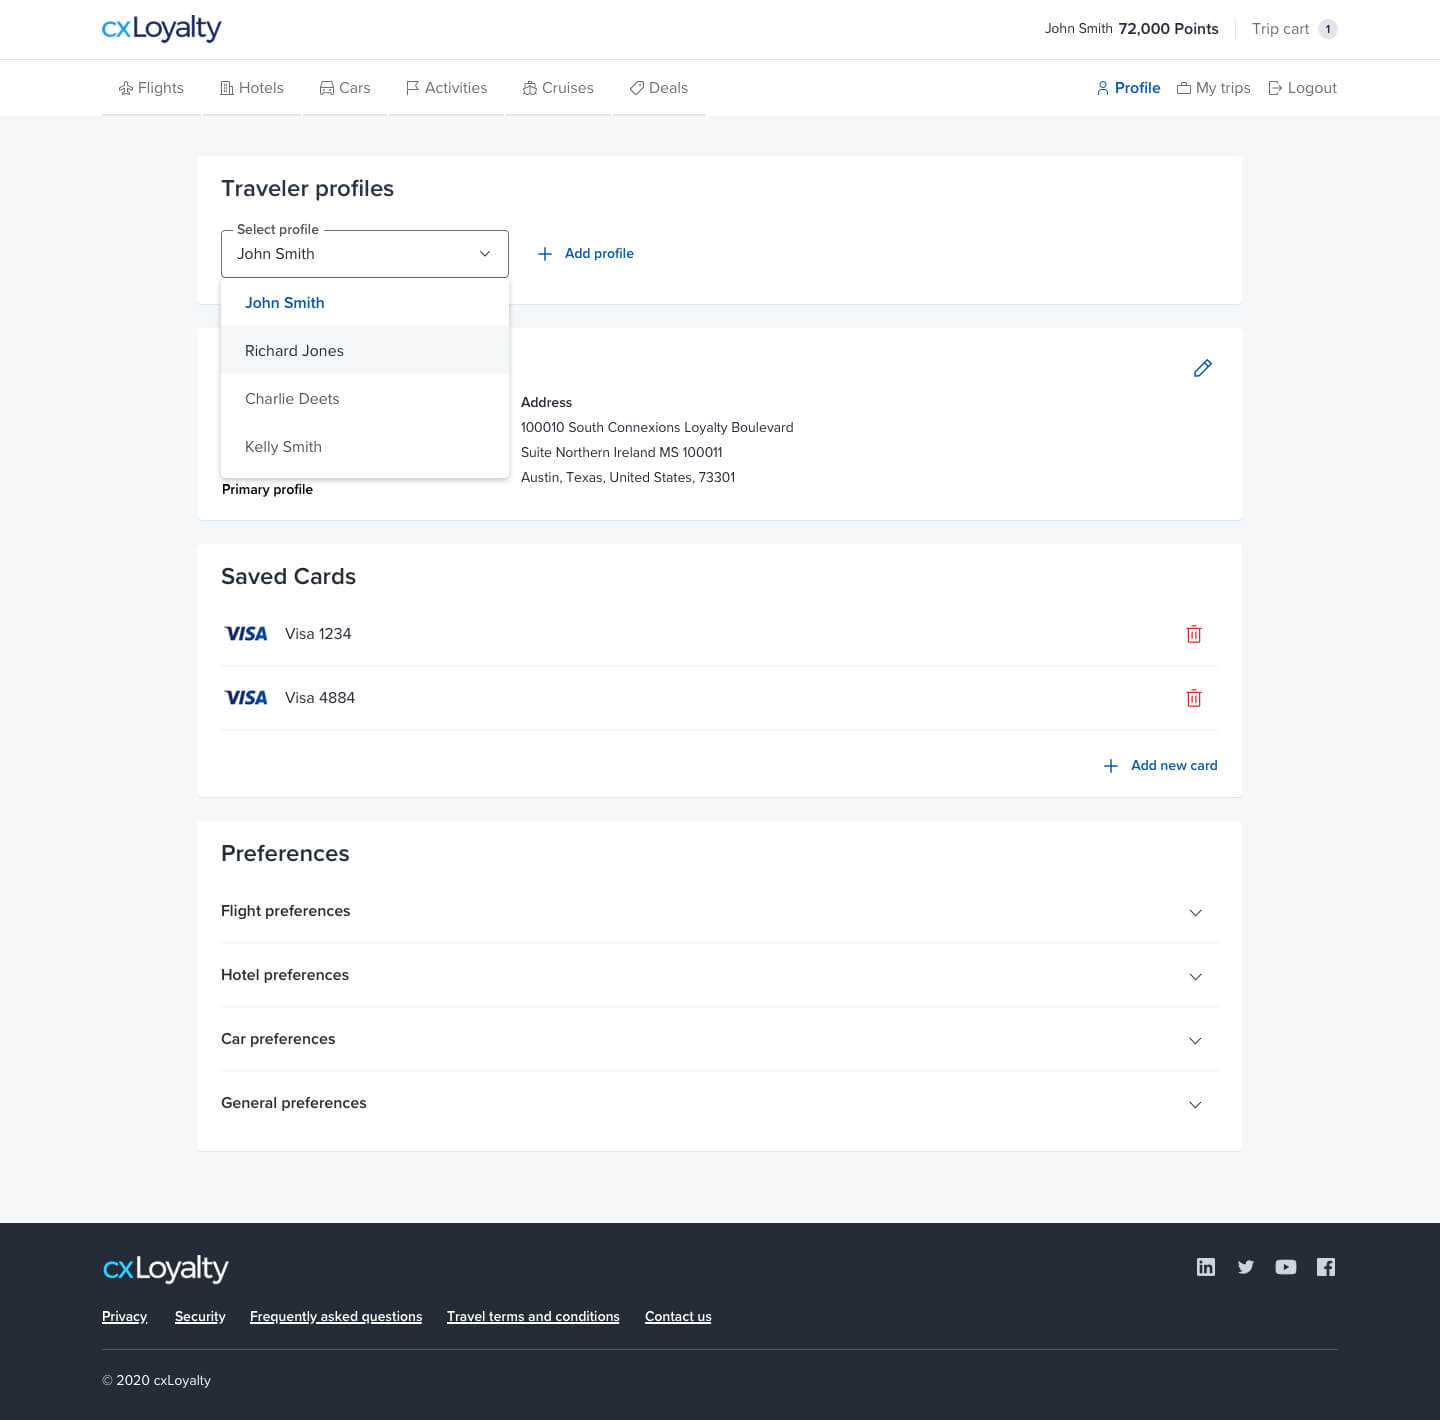 cxLoyalty
John Smith 72,000 Points
Trip cart 1
Flights
Hotels
Cars
Activities
Cruises
Deals
Profile
My trips
Logout
Traveler profiles
Select profile
John Smith
Add profile
John Smith
Richard Jones
Charlie Deets
Kelly Smith
Primary profile
Address
100010 South Connexions Loyalty Boulevard
Suite Northern Ireland MS 100011
Austin, Texas, United States, 73301
Saved Cards
VISA Visa 1234
VISA Visa 4884
Add new card
Preferences
Flight preferences
Hotel preferences
Car preferences
General preferences
cxLoyalty
in
Privacy
Security
Frequently asked questions
Travel terms and conditions
Contact us
© 2020 cxLoyalty